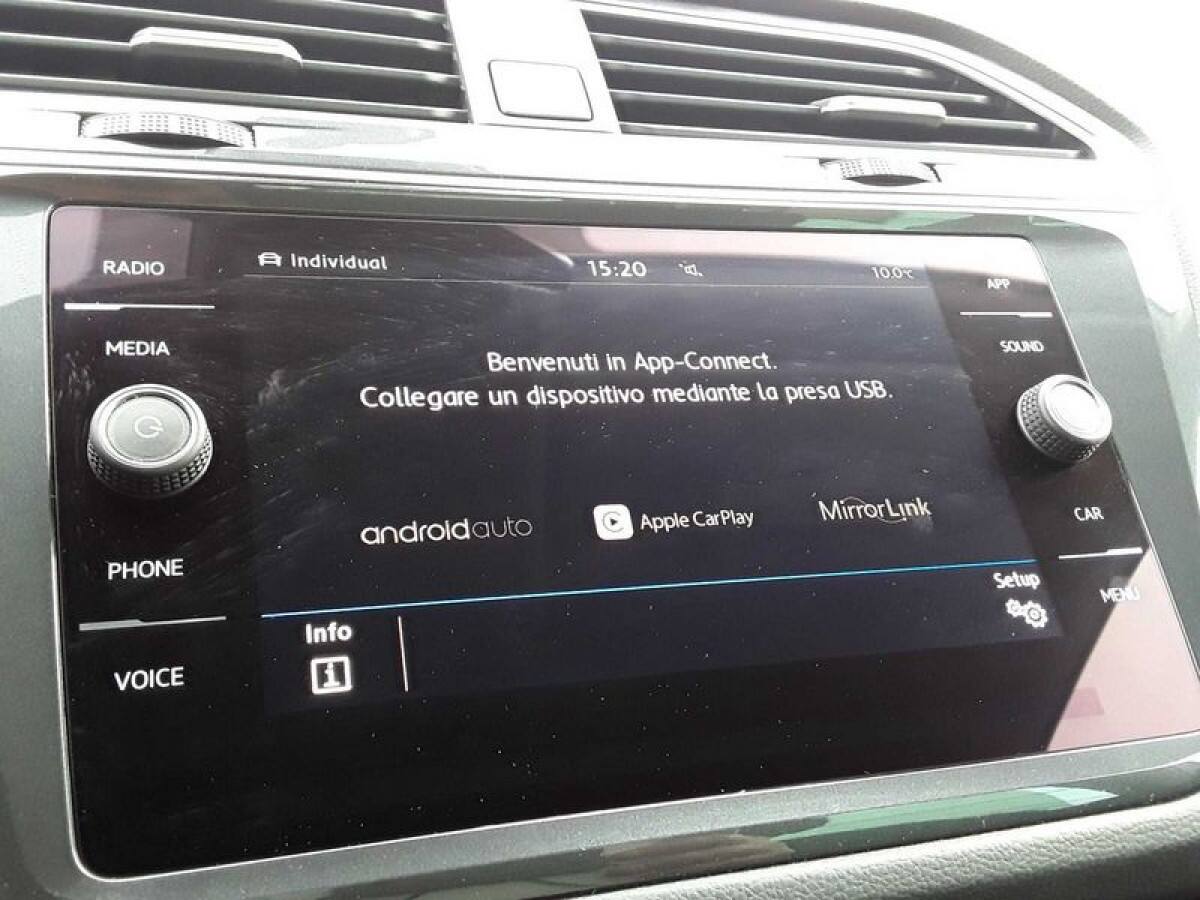 RADIO
MEDIA
PHONE
VOICE
Individual
15:20
10.0°C
Benvenuti in App-Connect.
Collegare un dispositivo mediante la presa USB.
androidauto
Apple CarPlay
MirrorLink
Info
Setup
APP
SOUND
CAR
MENU